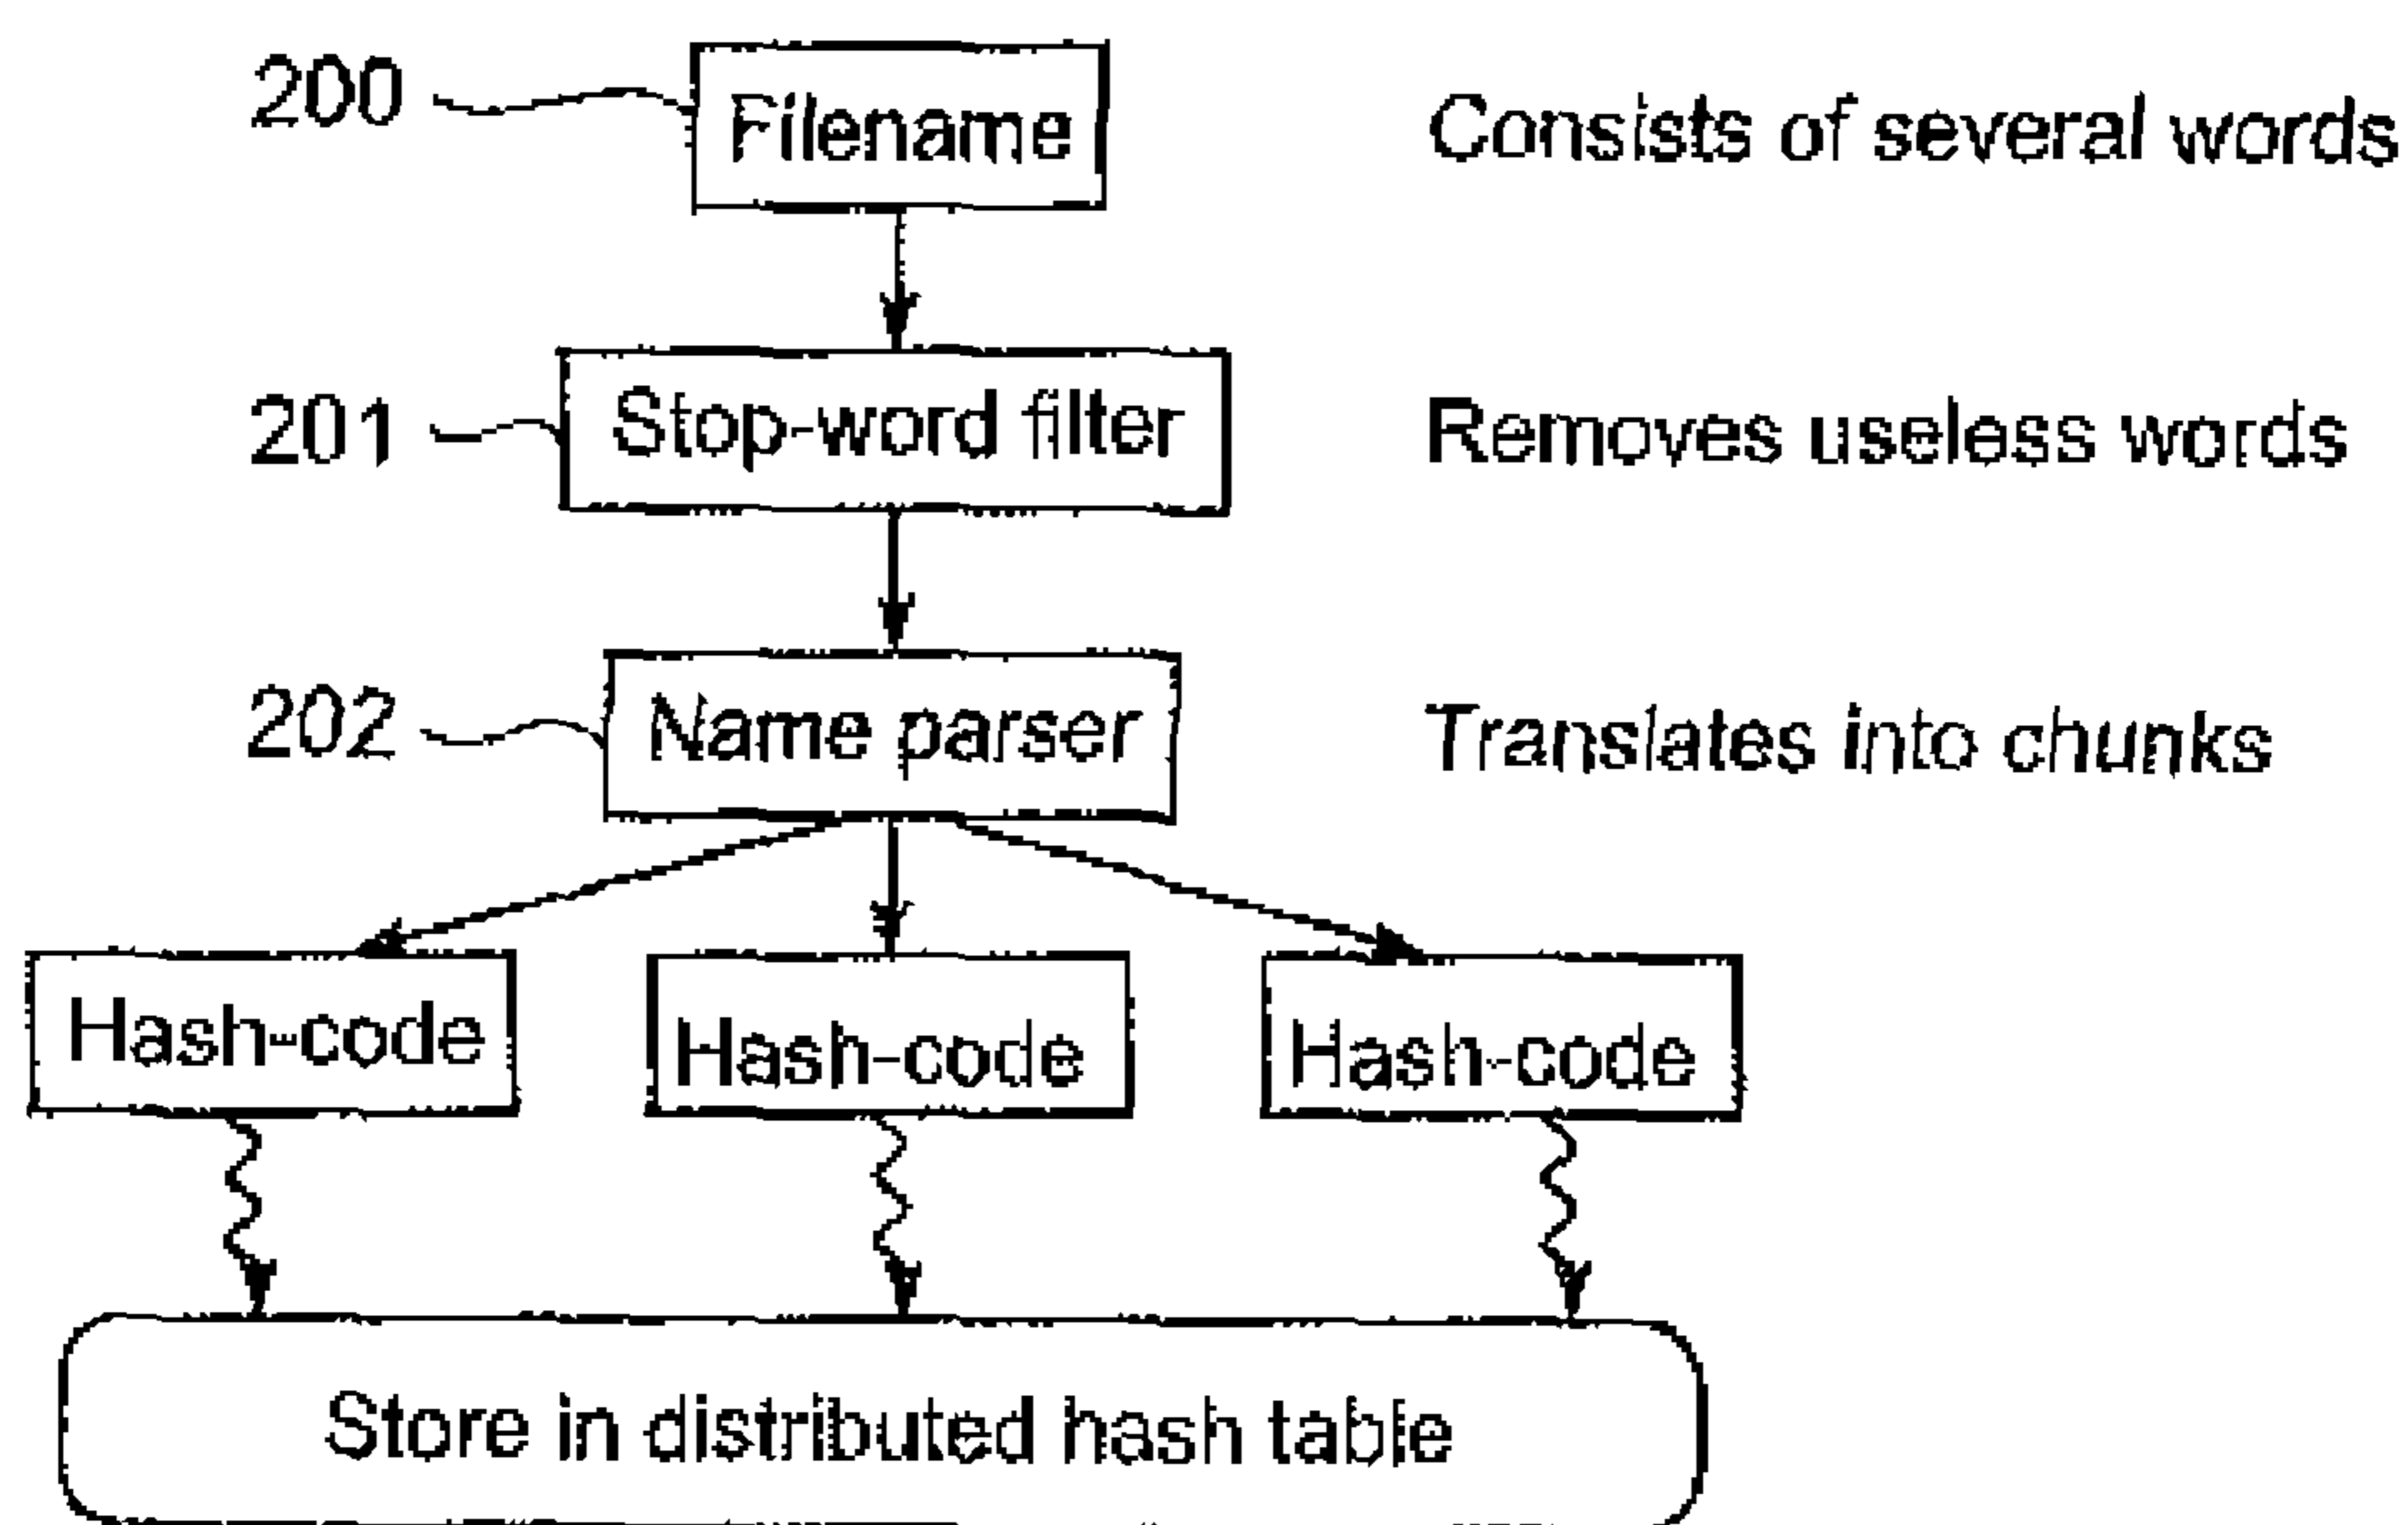 200 Filename Consists of several words
201 Stop-word filter Removes useless words
202 Name parser Translates into chunks
Hash-code Hash-code Hash-code
Store in distributed hash table